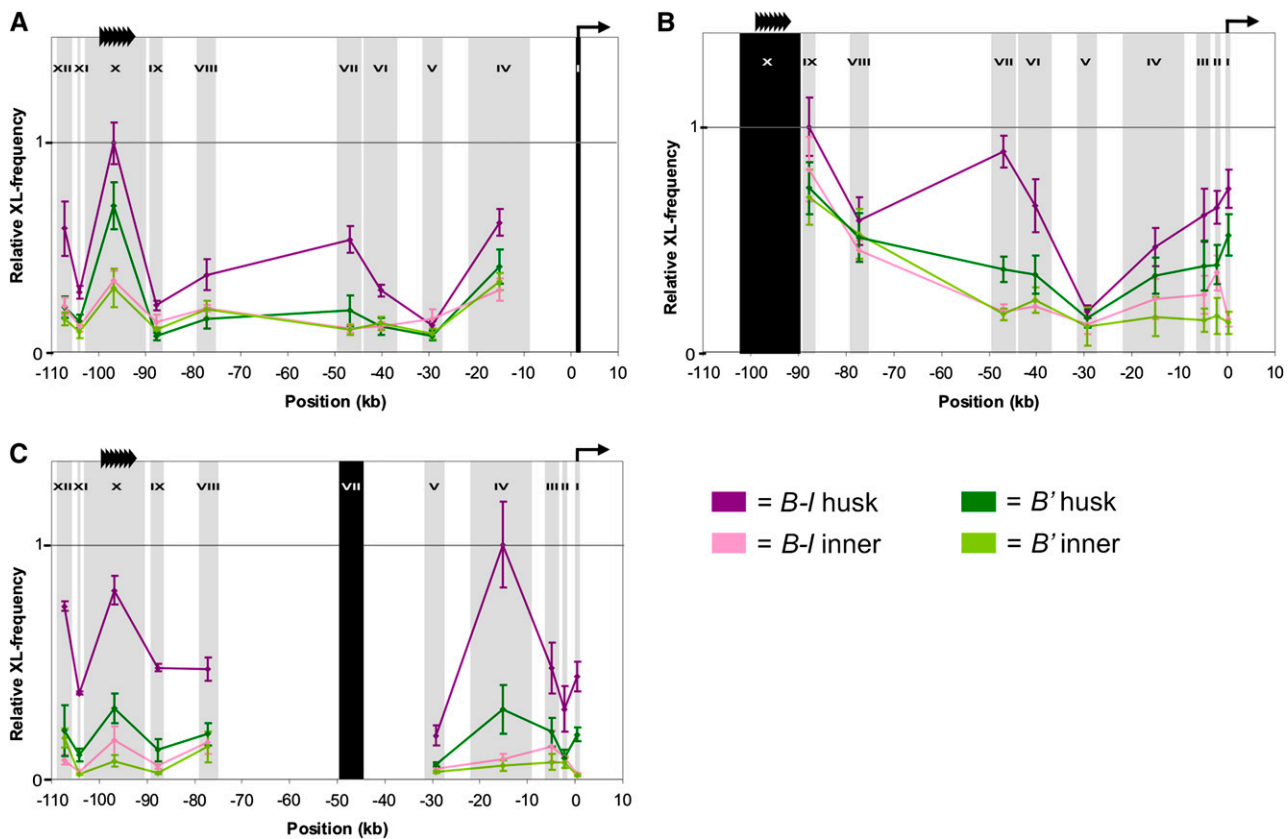 A
XII XI X IX VIII VII VI V IV I
Relative XL-frequency
1
0
-110 -100 -90 -80 -70 -60 -50 -40 -30 -20 -10 0 10
Position (kb)
B
X IX VIII VII VI V IV III II I
Relative XL-frequency
1
0
-110 -100 -90 -80 -70 -60 -50 -40 -30 -20 -10 0 10
Position (kb)
C
XII XI X IX VIII VII V IV III II I
Relative XL-frequency
1
0
-110 -100 -90 -80 -70 -60 -50 -40 -30 -20 -10 0 10
Position (kb)
= B-I husk
= B' husk
= B-I inner
= B' inner